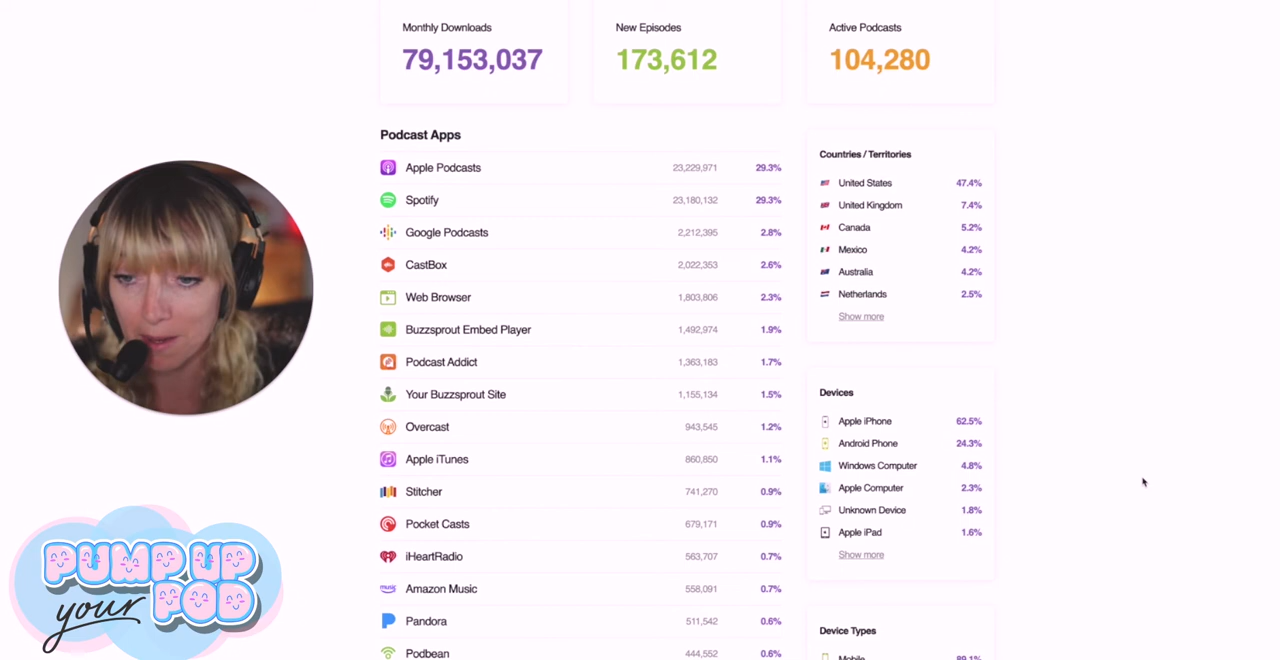 Monthly Downloads
79,153,037
New Episodes
173,612
Active Podcasts
104,280
Podcast Apps
Apple Podcasts 23,229,971 29.3%
Spotify 23,180,132 29.3%
Google Podcasts 2,212,395 2.8%
CastBox 2,022,353 2.6%
Web Browser 1,803,806 2.3%
Buzzsprout Embed Player 1,492,974 1.9%
Podcast Addict 1,363,183 1.7%
Your Buzzsprout Site 1,155,134 1.5%
Overcast 943,545 1.2%
Apple iTunes 860,850 1.1%
Stitcher 741,270 0.9%
Pocket Casts 679,171 0.9%
iHeartRadio 563,707 0.7%
music Amazon Music 558,091 0.7%
Pandora 511,542 0.6%
Podbean 444,552 0.6%
Countries / Territories
United States 47.4%
United Kingdom 7.4%
Canada 5.2%
Mexico 4.2%
Australia 4.2%
Netherlands 2.5%
Show more
Devices
Apple iPhone 62.5%
Android Phone 24.3%
Windows Computer 4.8%
Apple Computer 2.3%
Unknown Device 1.8%
Apple iPad 1.6%
Show more
Device Types
Mobile 89.1%
PUMP UP
your POD